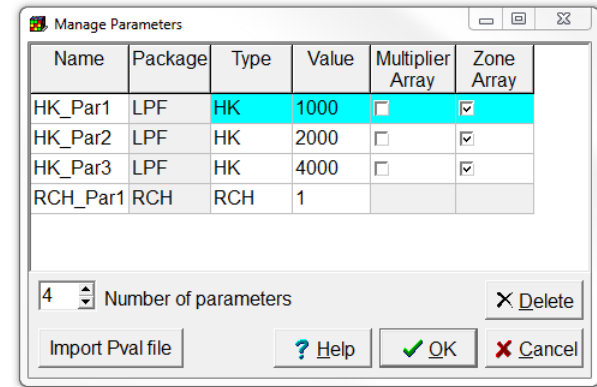 Manage Parameters
Name Package Type Value Multiplier Array Zone Array
HK_Par1 LPF HK 1000
HK_Par2 LPF HK 2000
HK_Par3 LPF HK 4000
RCH_Par1 RCH RCH 1
4 Number of parameters
Delete
Import Pval file Help OK Cancel